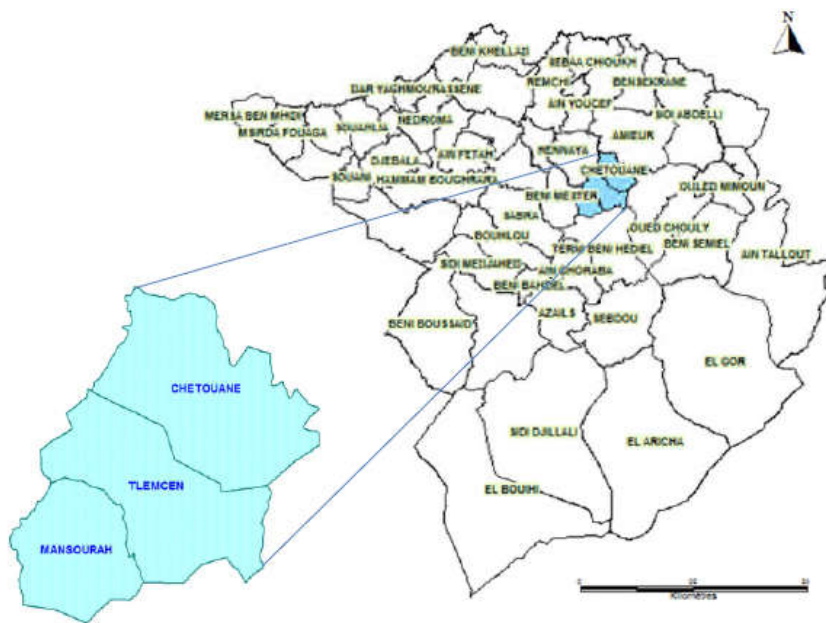 N
BENI KHELLAD
SEBAA CHIOUKH
REMCHI
BENSEKRANE
DAR YAGHMOURASSENE
AIN YOUCEF
SIDI ABDELLI
MERSA BEN MHIDI
NEDROMA
MSIRDA FOUAGA
SOUAHLIA
AMIEUR
HENNAYA
AIN FETAH
DJEBALA
CHETOUANE
SOUANI
HAMMAM BOUGHRARA
OULED MIMOUN
BENI MESTER
SABRA
OUED CHOULY
BOUHLOU
BENI SEMIEL
TERNI BENI HEDIEL
AIN TALLOUT
SIDI MEDJAHED
AIN GHORABA
BENI BAHDEL
AZAILS
SEBDOU
BENI BOUSSAID
EL GOR
SIDI DJILLALI
EL ARICHA
EL BOUIHI
CHETOUANE
TLEMCEN
MANSOURAH
0
Kilomètres